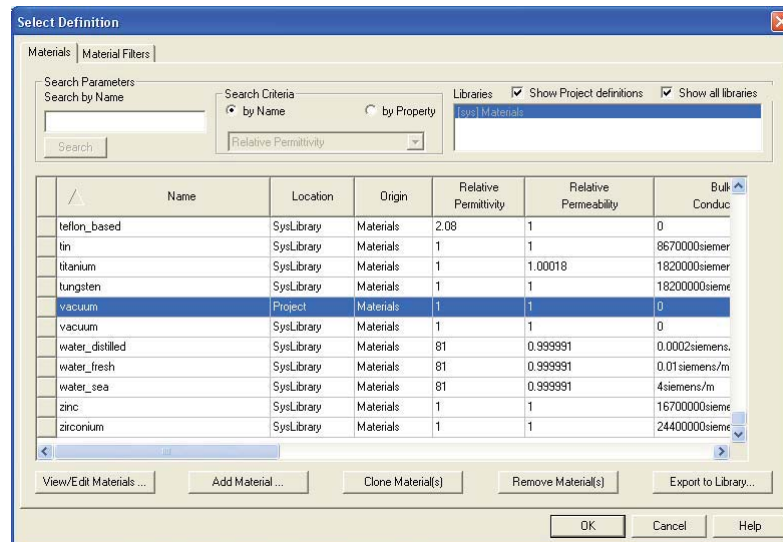 Select Definition
Materials
Material Filters
Search Parameters
Search by Name
Search
Search Criteria
by Name
by Property
Relative Permittivity
Libraries
Show Project definitions
Show all libraries
[sys] Materials
/ Name Location Origin Relative Permittivity Relative Permeability Bulk Conduc
teflon_based SysLibrary Materials 2.08 1 0
tin SysLibrary Materials 1 1 8670000siemen
titanium SysLibrary Materials 1 1.00018 1820000siemen
tungsten SysLibrary Materials 1 1 18200000sieme
vacuum Project Materials 1 1 0
vacuum SysLibrary Materials 1 1 0
water_distilled SysLibrary Materials 81 0.999991 0.0002siemens.
water_fresh SysLibrary Materials 81 0.999991 0.01siemens/m
water_sea SysLibrary Materials 81 0.999991 4siemens/m
zinc SysLibrary Materials 1 1 16700000sieme
zirconium SysLibrary Materials 1 1 24400000sieme
View/Edit Materials ...
Add Material ...
Clone Material(s)
Remove Material(s)
Export to Library...
OK
Cancel
Help